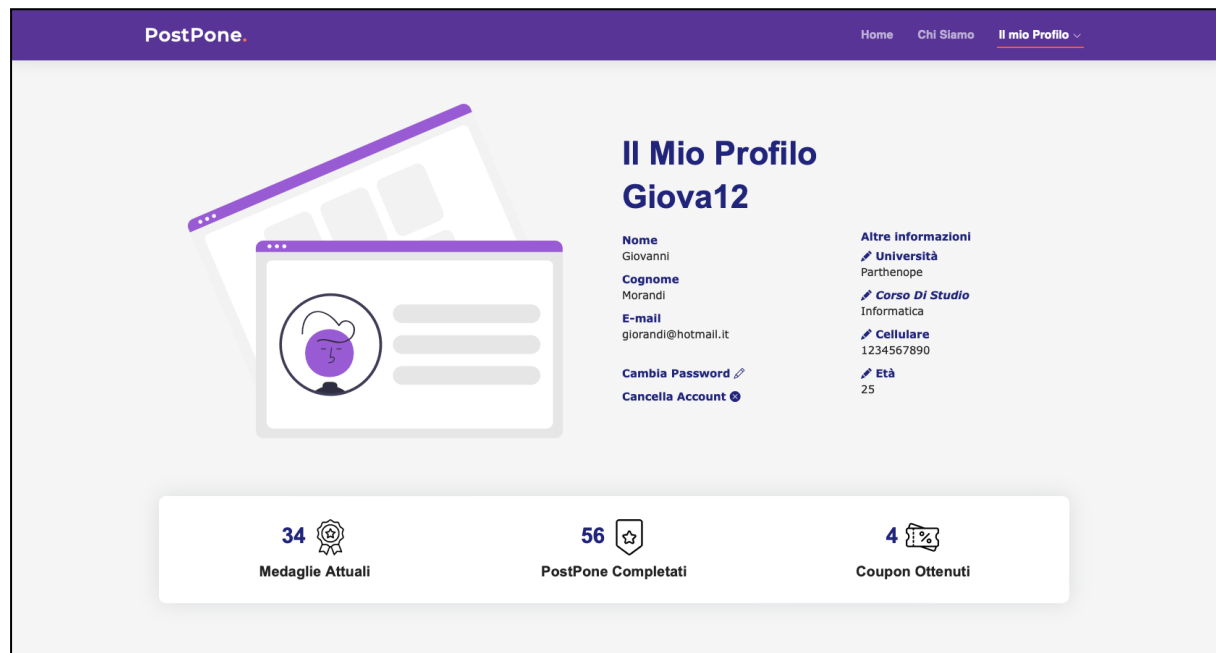 PostPone.
Home Chi Siamo Il mio Profilo
Il Mio Profilo
Giova12
Nome
Giovanni
Cognome
Morandi
E-mail
giorandi@hotmail.it
Cambia Password
Cancella Account
Altre informazioni
Università
Parthenope
Corso Di Studio
Informatica
Cellulare
1234567890
Età
25
34
Medaglie Attuali
56
PostPone Completati
4 %
Coupon Ottenuti